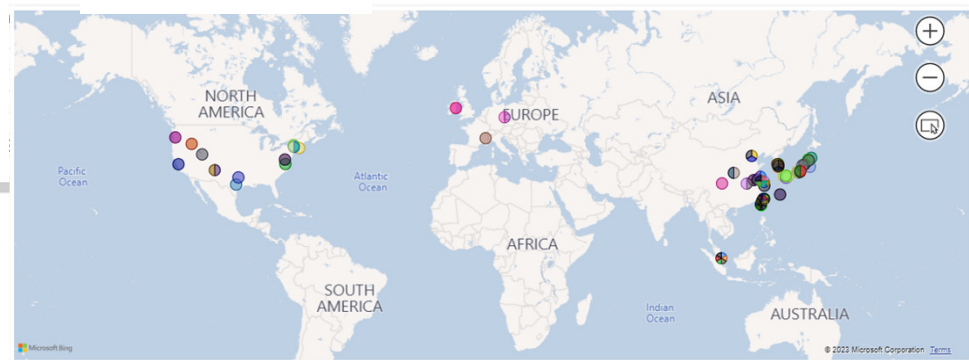 NORTH
AMERICA
ASIA
EUROPE
Pacific
Ocean
Atlantic
Ocean
AFRICA
SOUTH
AMERICA
Indian
Ocean
AUSTRALIA
Microsoft Bing
© 2023 Microsoft Corporation Terms